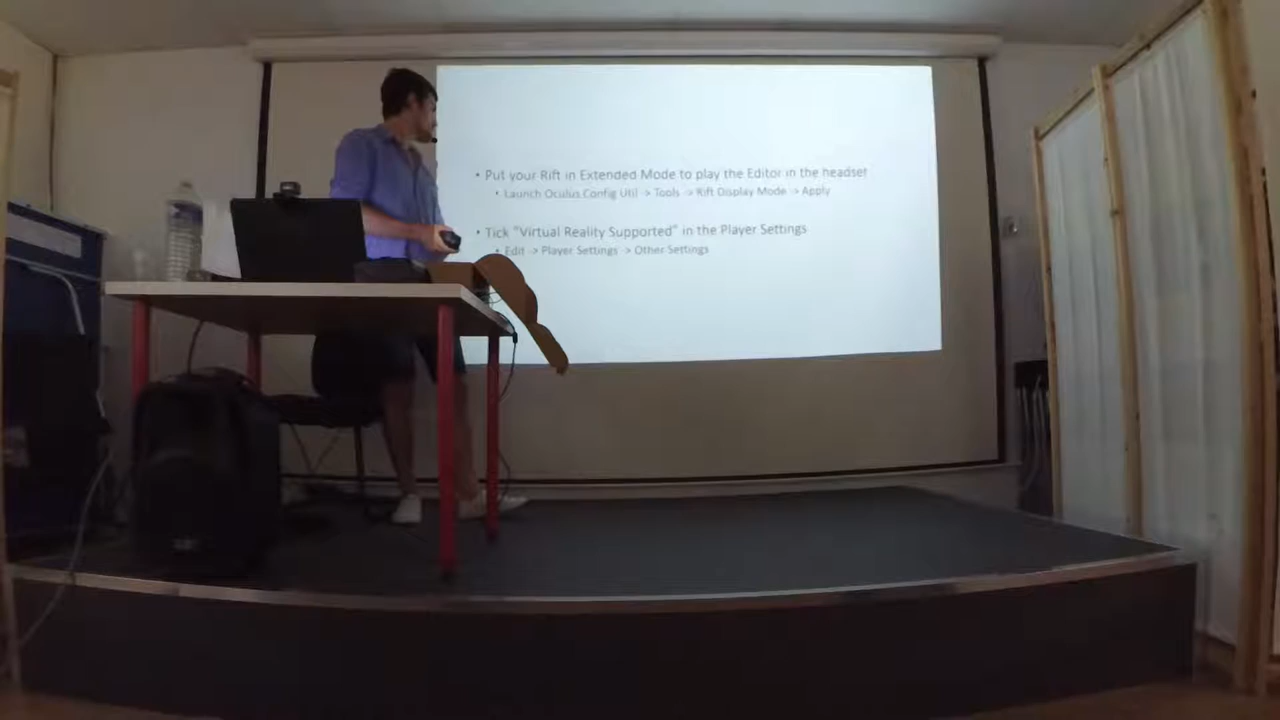 • Put your Rift in Extended Mode to play the Editor in the headset
• Launch Oculus Config Util -> Tools -> Rift Display Mode -> Apply
• Tick "Virtual Reality Supported" in the Player Settings
• Edit -> Player Settings -> Other Settings